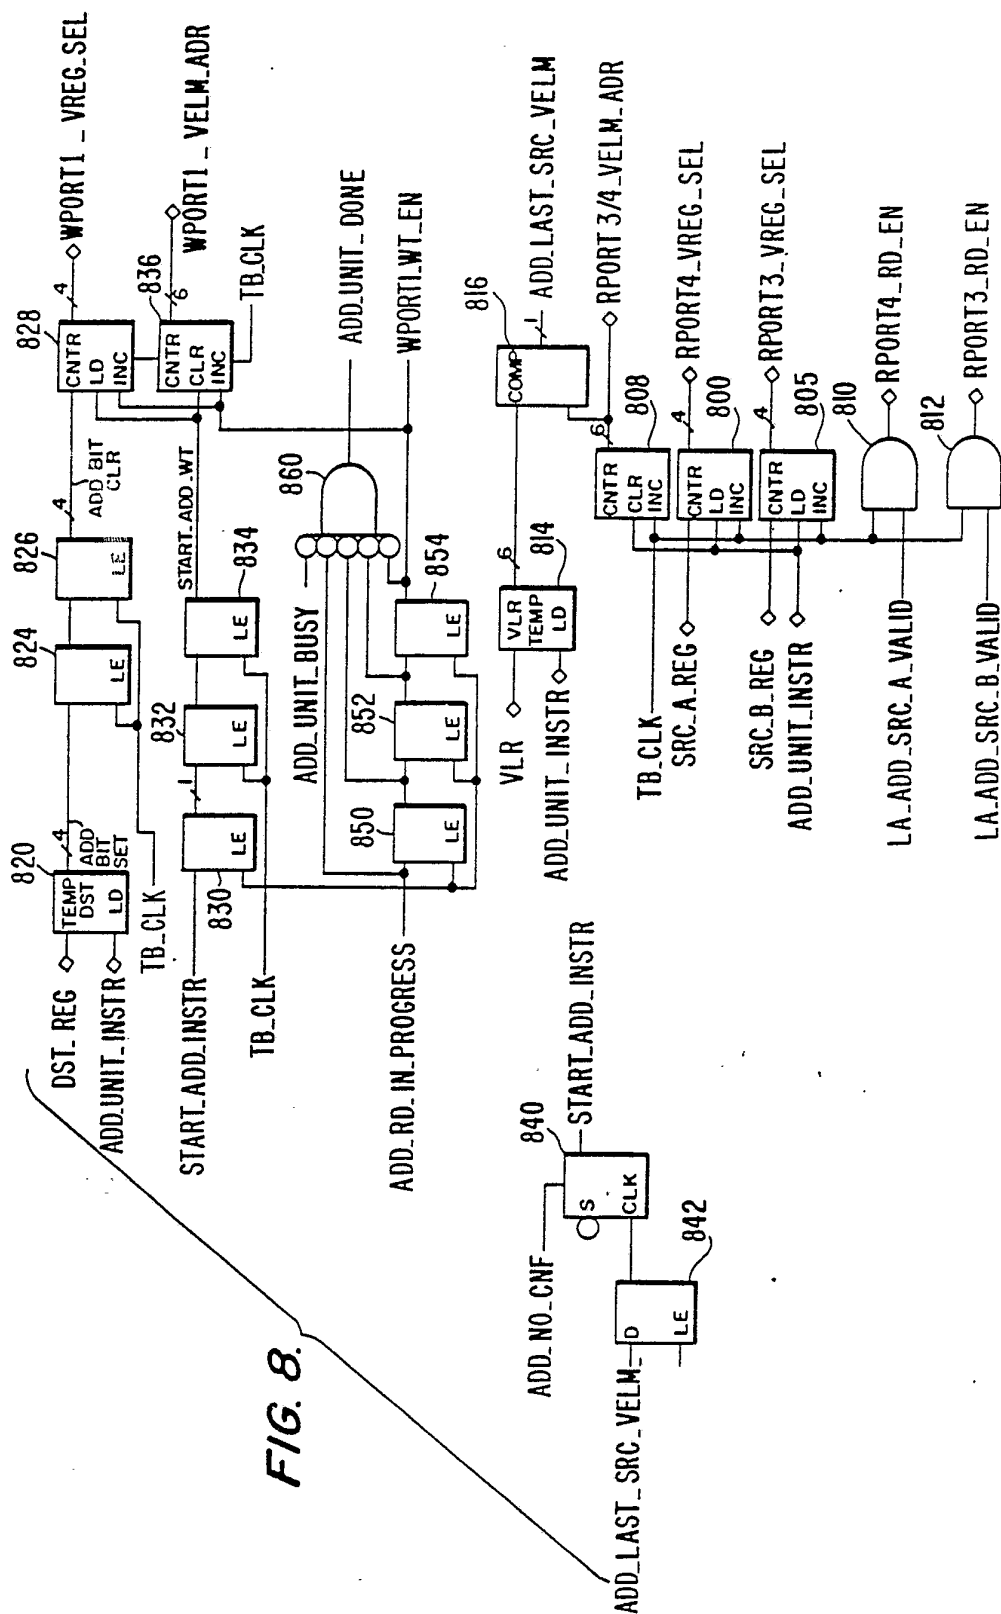 FIG. 8.
DST_REG
ADD_UNIT_INSTR
820
TEMP
DST
LD
4
ADD
BIT
SET
TB_CLK
824
LE
826
LE
4
ADD BIT
CLR
828
CNTR
LD
INC
4
WPORT1_VREG_SEL
836
CNTR
CLR
INC
6
WPORT1_VELM_ADR
TB_CLK
START_ADD_INSTR
830
LE
1
832
LE
834
LE
START_ADD_WT
TB_CLK
ADD_UNIT_BUSY
860
ADD_UNIT_DONE
ADD_RD_IN_PROGRESS
850
LE
852
LE
854
LE
WPORT1_WT_EN
VLR
ADD_UNIT_INSTR
VLR
TEMP
LD
814
6
COMP
816
1
ADD_LAST_SRC_VELM
RPORT3/4_VELM_ADR
TB_CLK
6
CNTR
CLR
INC
808
SRC_A_REG
CNTR
LD
INC
800
4
RPORT4_VREG_SEL
SRC_B_REG
ADD_UNIT_INSTR
CNTR
LD
INC
805
4
RPORT3_VREG_SEL
LA_ADD_SRC_A_VALID
810
RPORT4_RD_EN
LA_ADD_SRC_B_VALID
812
RPORT3_RD_EN
ADD_NO_CNF
840
S
CLK
START_ADD_INSTR
ADD_LAST_SRC_VELM
D
LE
842